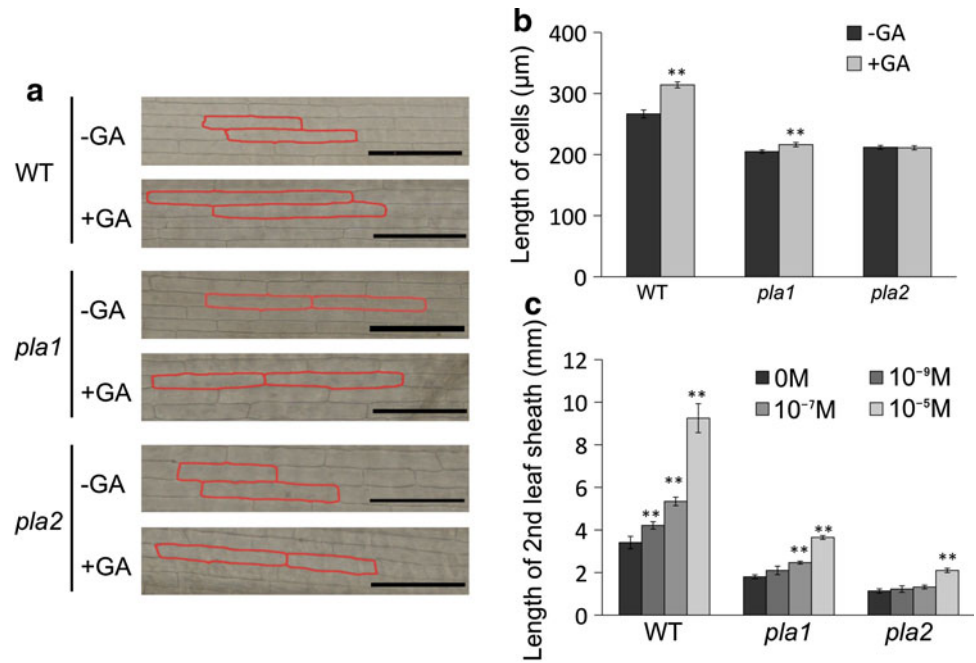 a
WT
-GA
+GA
pla1
-GA
+GA
pla2
-GA
+GA
b
Length of cells (µm)
400
300
200
100
0
-GA
+GA
**
**
WT
pla1
pla2
c
Length of 2nd leaf sheath (mm)
12
10
8
6
4
2
0
0M
10⁻⁹M
10⁻⁷M
10⁻⁵M
**
**
**
**
**
**
WT
pla1
pla2